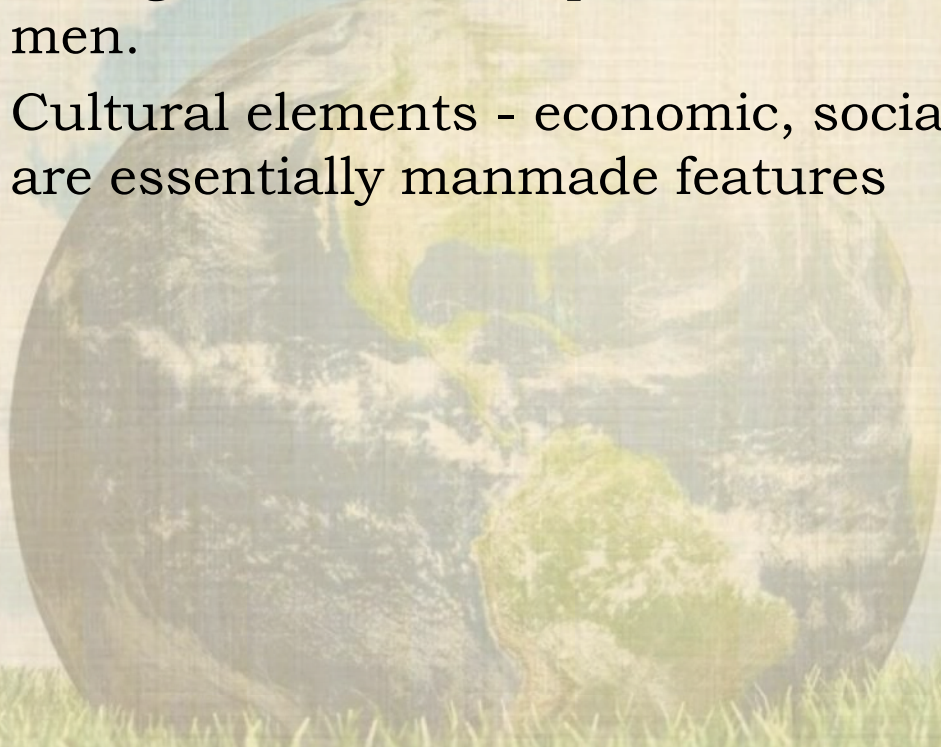 men.
Cultural elements - economic, socia
are essentially manmade features